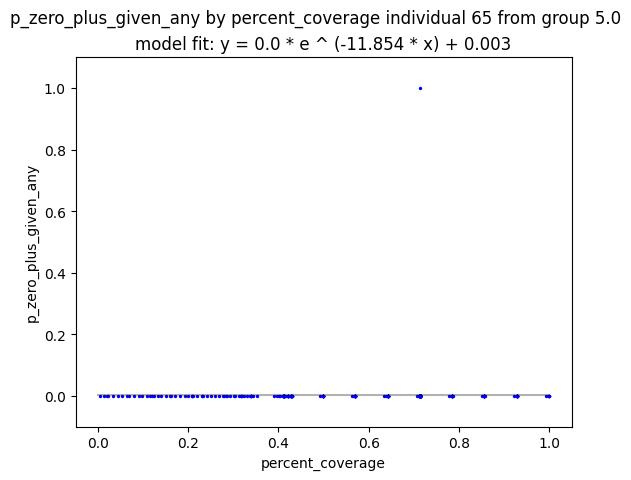 p_zero_plus_given_any by percent_coverage individual 65 from group 5.0
model fit: y = 0.0 * e ^ (-11.854 * x) + 0.003
1.0
0.8
0.6
0.4
0.2
0.0
p_zero_plus_given_any
0.0 0.2 0.4 0.6 0.8 1.0
percent_coverage